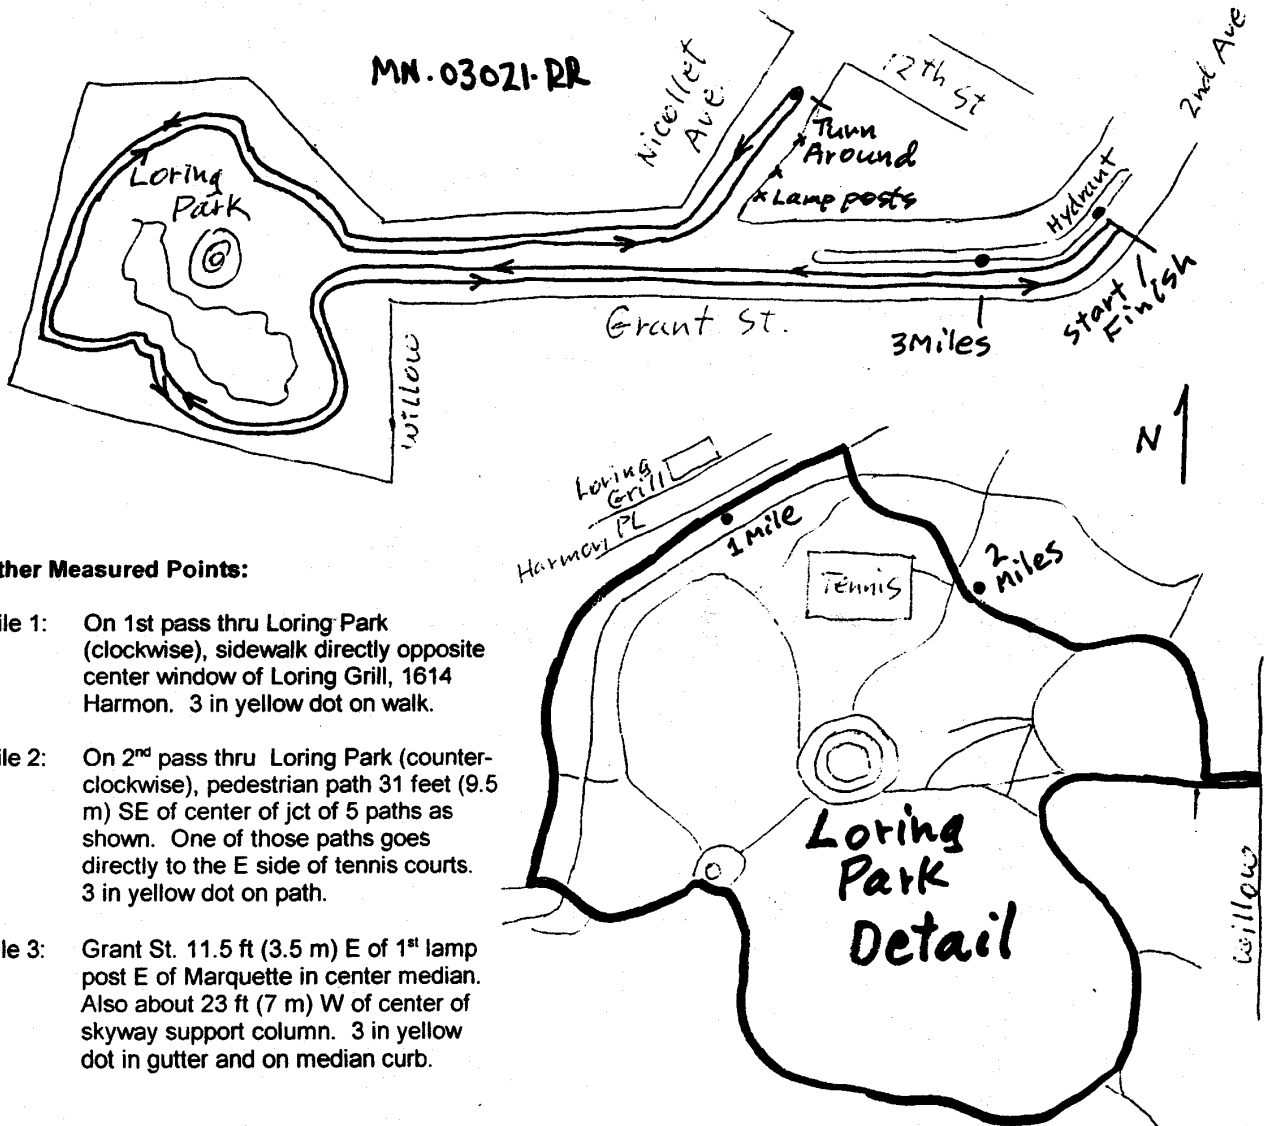 MN.03021.RR
Nicollet
Ave.
12th St
2nd Ave
Turn
Around
Lamp posts
Hydrant
Loring
Park
Start /
Finish
Grant St.
3 Miles
Willow
N
Loring
Grill
Harmon PL
1 Mile
2
Miles
Tennis
Loring
Park
Detail
Willow
ther Measured Points:
ile 1: On 1st pass thru Loring Park
(clockwise), sidewalk directly opposite
center window of Loring Grill, 1614
Harmon. 3 in yellow dot on walk.
ile 2: On 2nd pass thru Loring Park (counter-
clockwise), pedestrian path 31 feet (9.5
m) SE of center of jct of 5 paths as
shown. One of those paths goes
directly to the E side of tennis courts.
3 in yellow dot on path.
le 3: Grant St. 11.5 ft (3.5 m) E of 1st lamp
post E of Marquette in center median.
Also about 23 ft (7 m) W of center of
skyway support column. 3 in yellow
dot in gutter and on median curb.